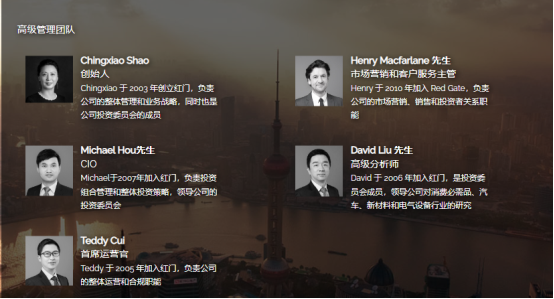 高级管理团队
Chingxiao Shao
创始人
Chingxiao 于 2003 年创立红门，负责
公司的整体管理和业务战略，同时也是
公司投资委员会的成员
Henry Macfarlane 先生
市场营销和客户服务主管
Henry 于 2010 年加入 Red Gate，负责
公司的市场营销、销售和投资者关系职
能
Michael Hou先生
CIO
Michael于2007年加入红门，负责投资
组合管理和整体投资策略，领导公司的
投资委员会
David Liu 先生
高级分析师
David 于 2006 年加入红门，是投资委
员会成员，领导公司对消费必需品、汽
车、新材料和电气设备行业的研究
Teddy Cui
首席运营官
Teddy 于 2005 年加入红门，负责公司
的整体运营和合规职能